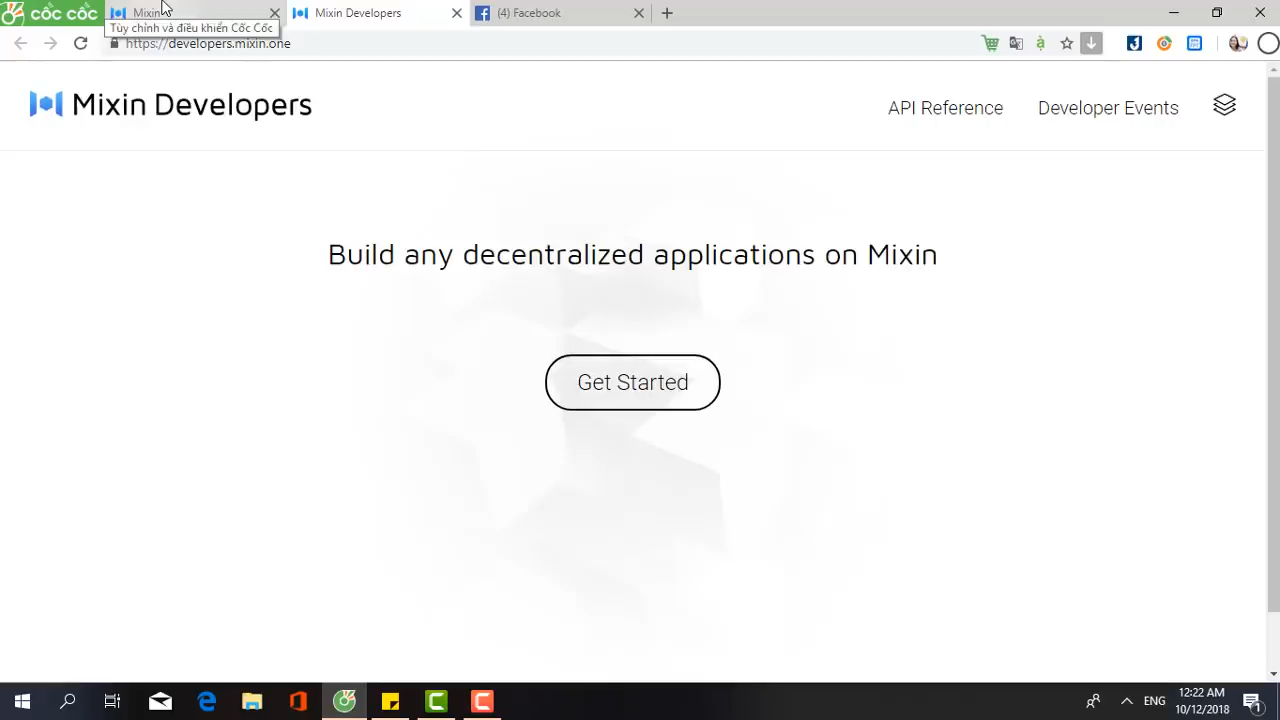 cốc cốc
Mixin
Mixin Developers
(4) Facebook
Tùy chỉnh và điều khiển Cốc Cốc
https://developers.mixin.one
Mixin Developers
API Reference
Developer Events
Build any decentralized applications on Mixin
Get Started
ENG
12:22 AM
10/12/2018
1